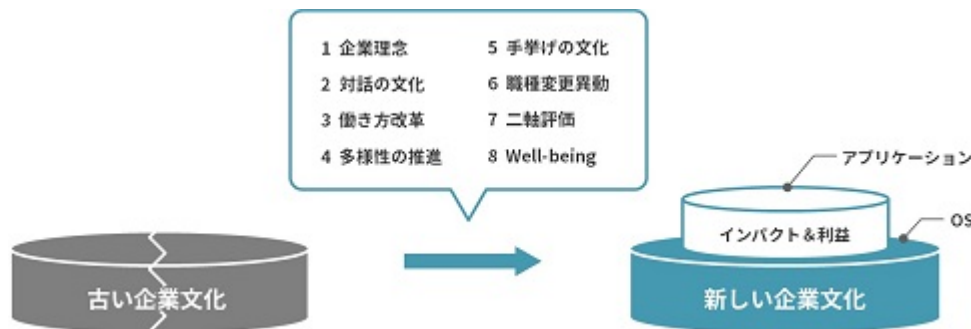 1 企業理念
2 対話の文化
3 働き方改革
4 多様性の推進
5 手挙げの文化
6 職種変更異動
7 二軸評価
8 Well-being
古い企業文化
アプリケーション
OS
インパクト&利益
新しい企業文化